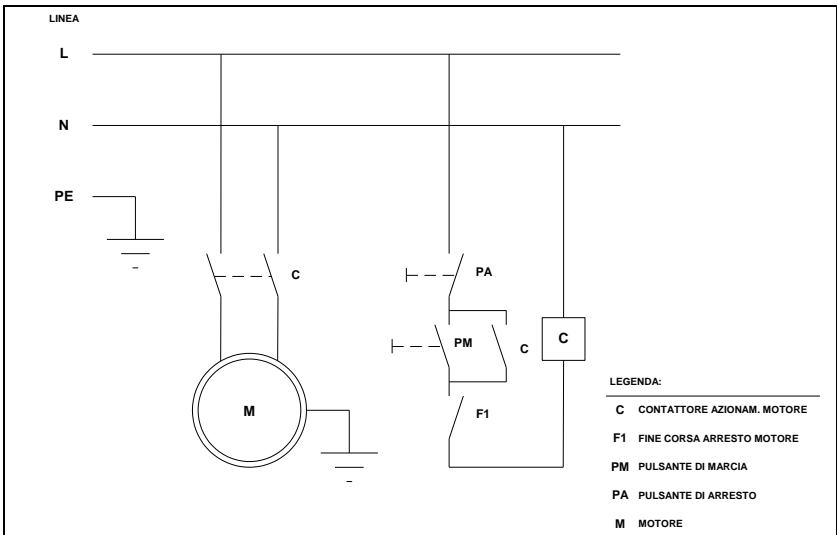 LINEA
L
N
PE
C
PA
PM
C
C
M
F1
LEGENDA:
C CONTATTORE AZIONAM. MOTORE
F1 FINE CORSA ARRESTO MOTORE
PM PULSANTE DI MARCIA
PA PULSANTE DI ARRESTO
M MOTORE